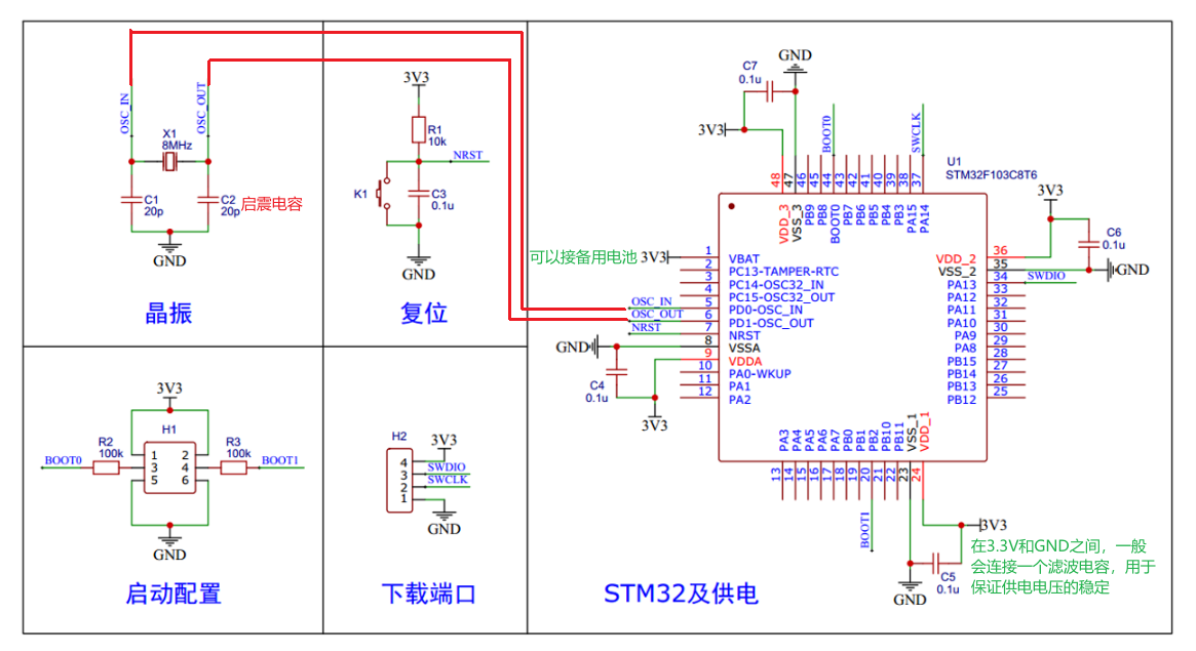 OSC_IN
OSC_OUT
X1
8MHz
C1
20p
C2
20p
启震电容
GND
晶振
3V3
R1
10k
NRST
K1
C3
0.1u
GND
复位
3V3
H1
R2
100k
R3
100k
BOOT0
BOOT1
1 2
3 4
5 6
GND
启动配置
H2
3V3
4
3 SWDIO
2 SWCLK
1
GND
下载端口
GND
C7
0.1u
3V3
BOOT0
SWCLK
U1
STM32F103C8T6
48 47 46 45 44 43 42 41 40 39 38 37
VDD_3
VSS_3
PB9
PB8
BOOT0
PB7
PB6
PB5
PB4
PB3
PA15
PA14
可以接备用电池 3V3
1 VBAT
2 PC13-TAMPER-RTC
3 PC14-OSC32_IN
4 PC15-OSC32_OUT
OSC_IN 5 PD0-OSC_IN
OSC_OUT 6 PD1-OSC_OUT
NRST 7 NRST
GND 8 VSSA
9 VDDA
10 PA0-WKUP
11 PA1
12 PA2
C4
0.1u
3V3
3V3
C6
0.1u
GND
VDD_2 36
VSS_2 35
PA13 34 SWDIO
PA12 33
PA11 32
PA10 31
PA9 30
PA8 29
PB15 28
PB14 27
PB13 26
PB12 25
PA3
PA4
PA5
PA6
PA7
PB0
PB1
PB2
PB10
PB11
VSS_1
VDD_1
13 14 15 16 17 18 19 20 21 22 23 24
BOOT1
3V3
C5
0.1u
GND
在3.3V和GND之间，一般
会连接一个滤波电容，用于
保证供电电压的稳定
STM32及供电